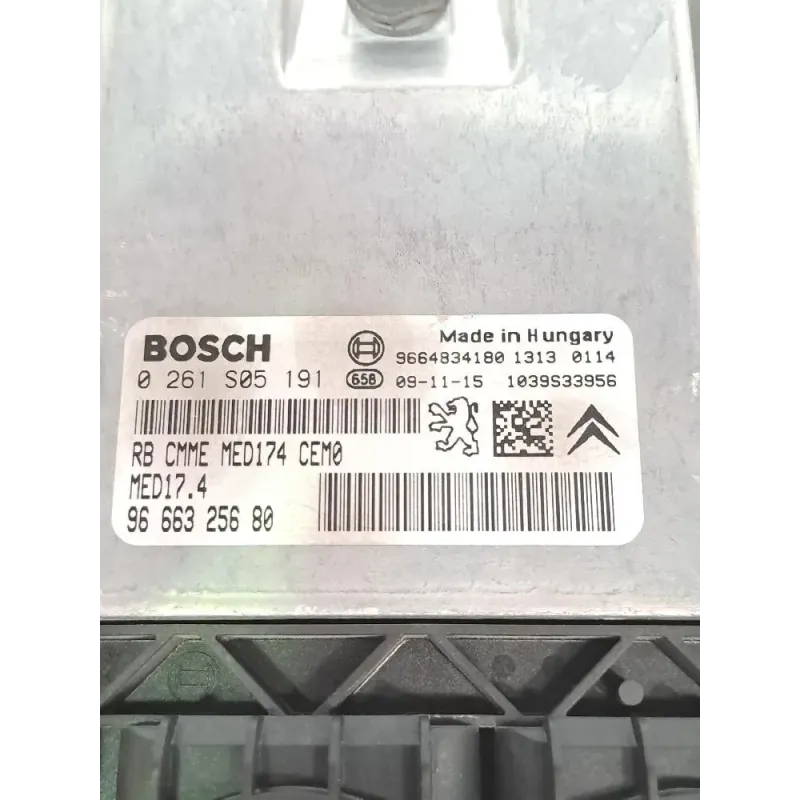 BOSCH
Made in Hungary
9664834180 1313 0114
0 261 S05 191
658
09-11-15 1039S33956
RB CMME MED174 CEM0
MED17.4
96 663 256 80